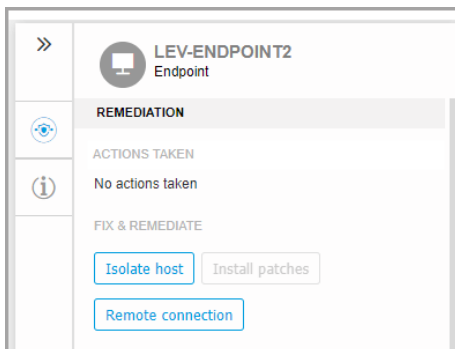 LEV-ENDPOINT2
Endpoint
REMEDIATION
ACTIONS TAKEN
No actions taken
FIX & REMEDIATE
Isolate host Install patches
Remote connection